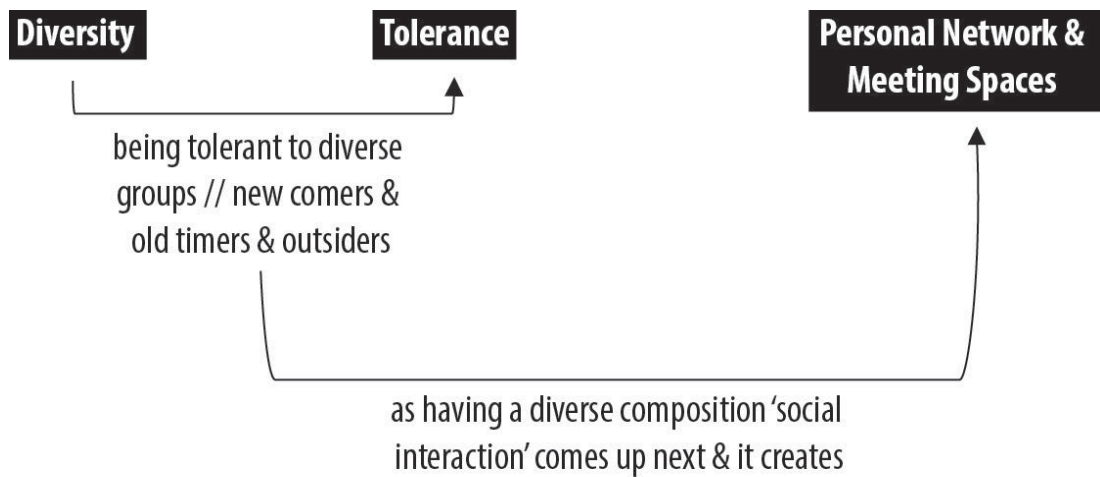 Diversity
Tolerance
Personal Network &
Meeting Spaces
being tolerant to diverse
groups // new comers &
old timers & outsiders
as having a diverse composition ‘social
interaction’ comes up next & it creates